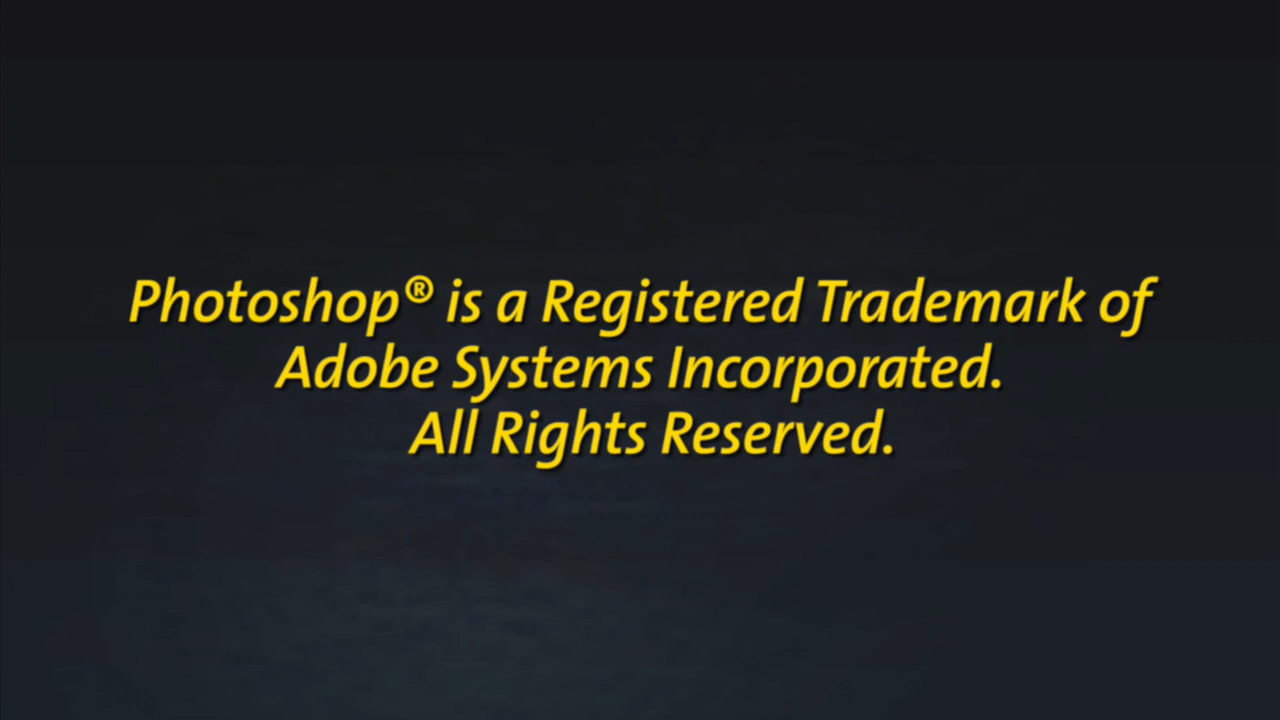 Photoshop® is a Registered Trademark of
Adobe Systems Incorporated.
All Rights Reserved.